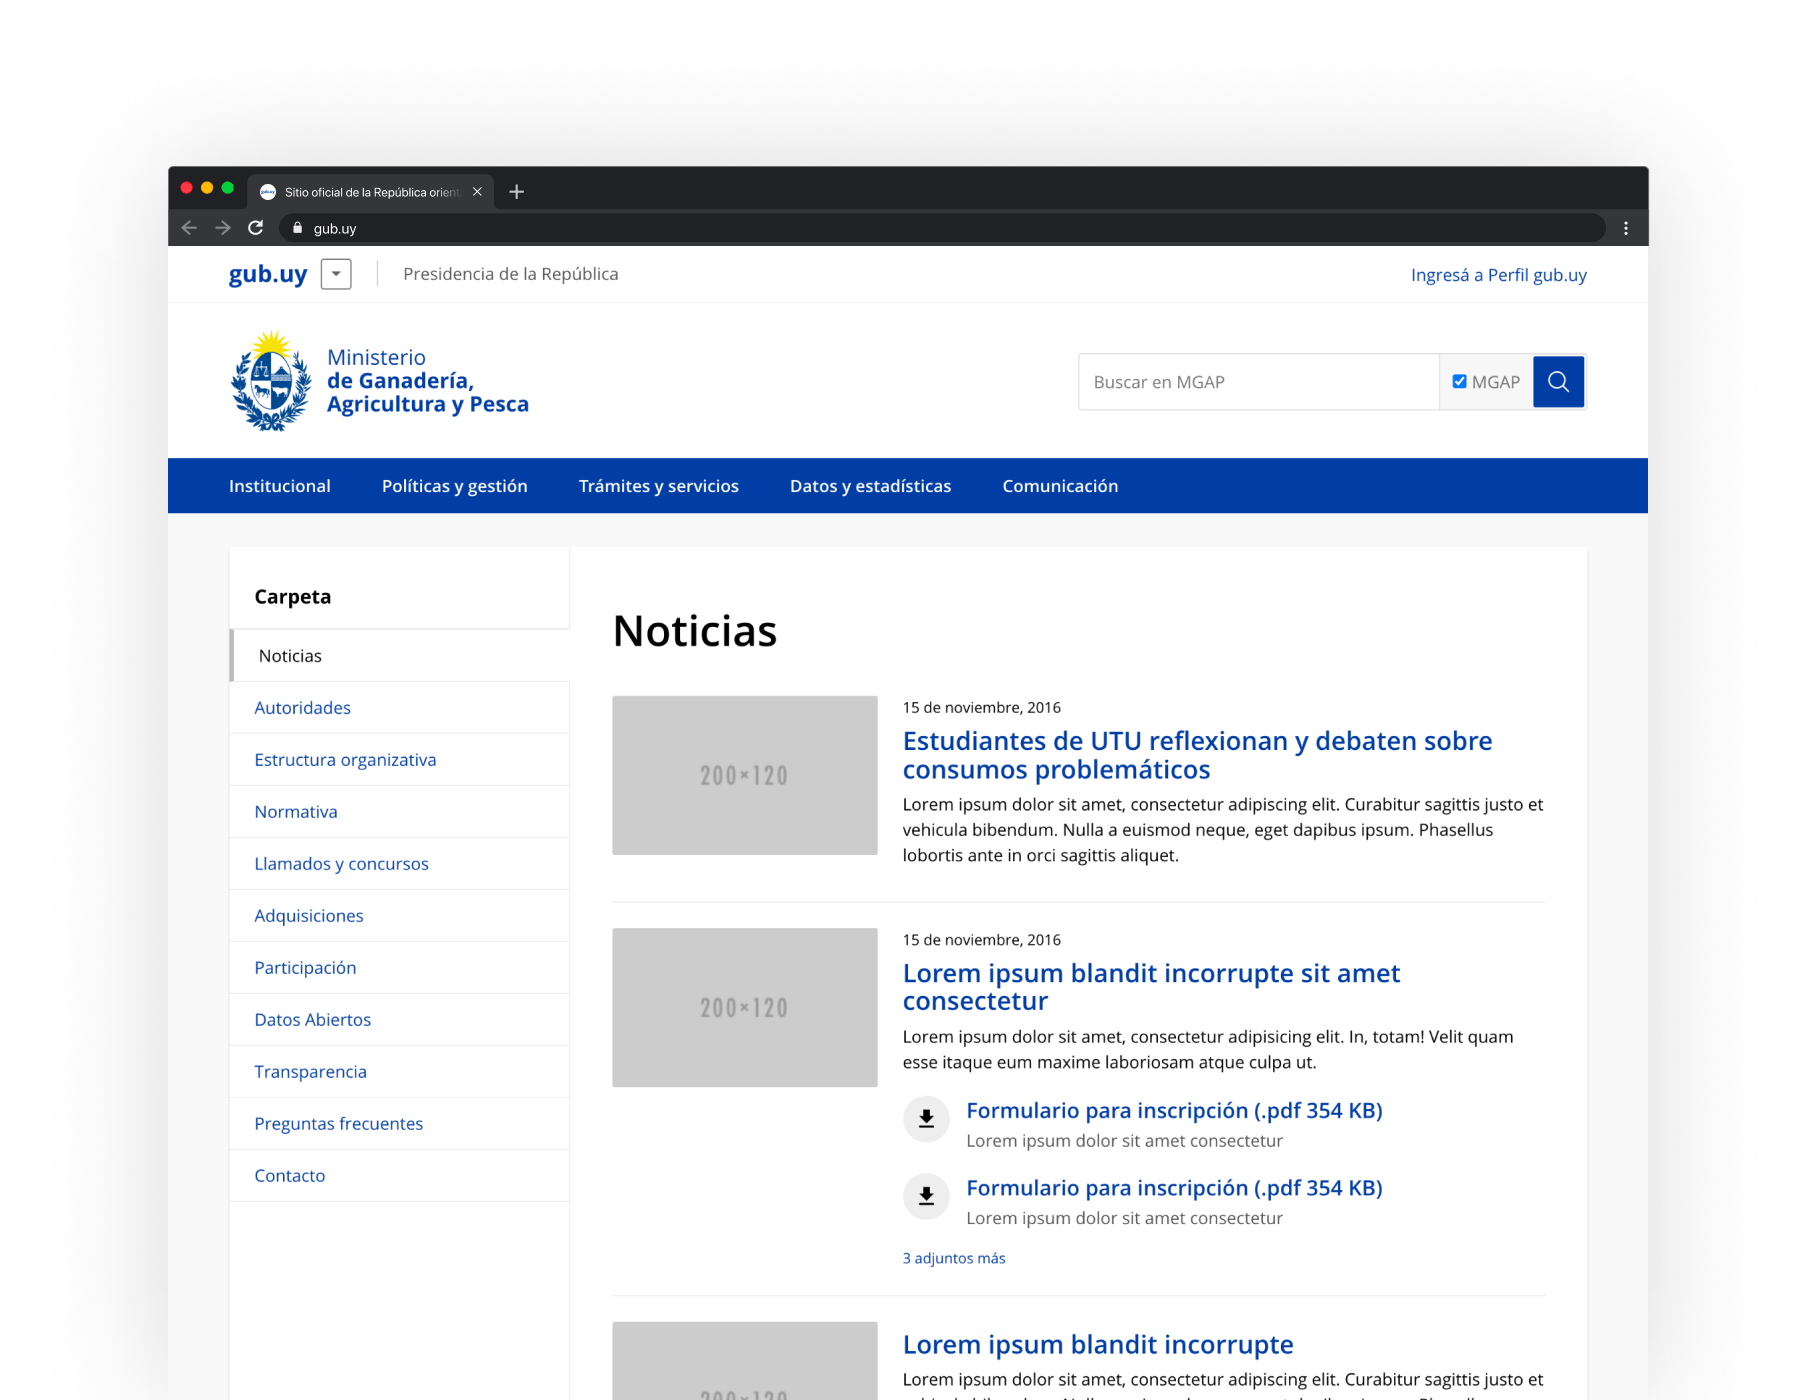 Sitio oficial de la República orient
gub.uy
gub.uy
Presidencia de la República
Ingresá a Perfil gub.uy
Ministerio
de Ganadería,
Agricultura y Pesca
Buscar en MGAP
MGAP
Institucional
Políticas y gestión
Trámites y servicios
Datos y estadísticas
Comunicación
Carpeta
Noticias
Autoridades
Estructura organizativa
Normativa
Llamados y concursos
Adquisiciones
Participación
Datos Abiertos
Transparencia
Preguntas frecuentes
Contacto
Noticias
200×120
15 de noviembre, 2016
Estudiantes de UTU reflexionan y debaten sobre
consumos problemáticos
Lorem ipsum dolor sit amet, consectetur adipiscing elit. Curabitur sagittis justo et
vehicula bibendum. Nulla a euismod neque, eget dapibus ipsum. Phasellus
lobortis ante in orci sagittis aliquet.
200×120
15 de noviembre, 2016
Lorem ipsum blandit incorrupte sit amet
consectetur
Lorem ipsum dolor sit amet, consectetur adipisicing elit. In, totam! Velit quam
esse itaque eum maxime laboriosam atque culpa ut.
Formulario para inscripción (.pdf 354 KB)
Lorem ipsum dolor sit amet consectetur
Formulario para inscripción (.pdf 354 KB)
Lorem ipsum dolor sit amet consectetur
3 adjuntos más
200×120
Lorem ipsum blandit incorrupte
Lorem ipsum dolor sit amet, consectetur adipiscing elit. Curabitur sagittis justo et